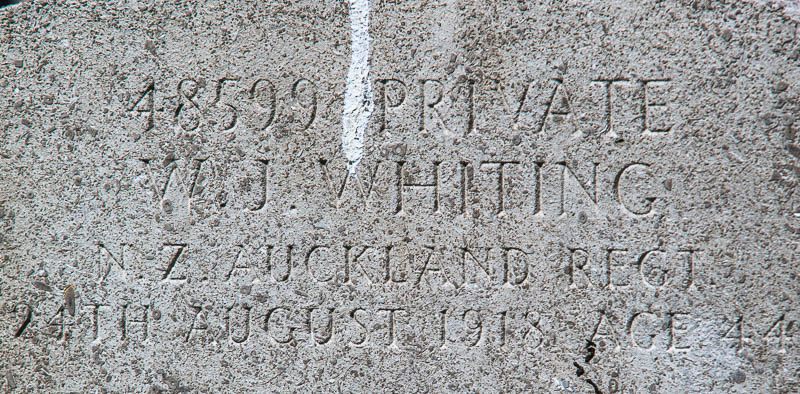 48599 PRIVATE
W. J. WHITING
N.Z. AUCKLAND REGT.
24TH AUGUST 1918 AGE 44